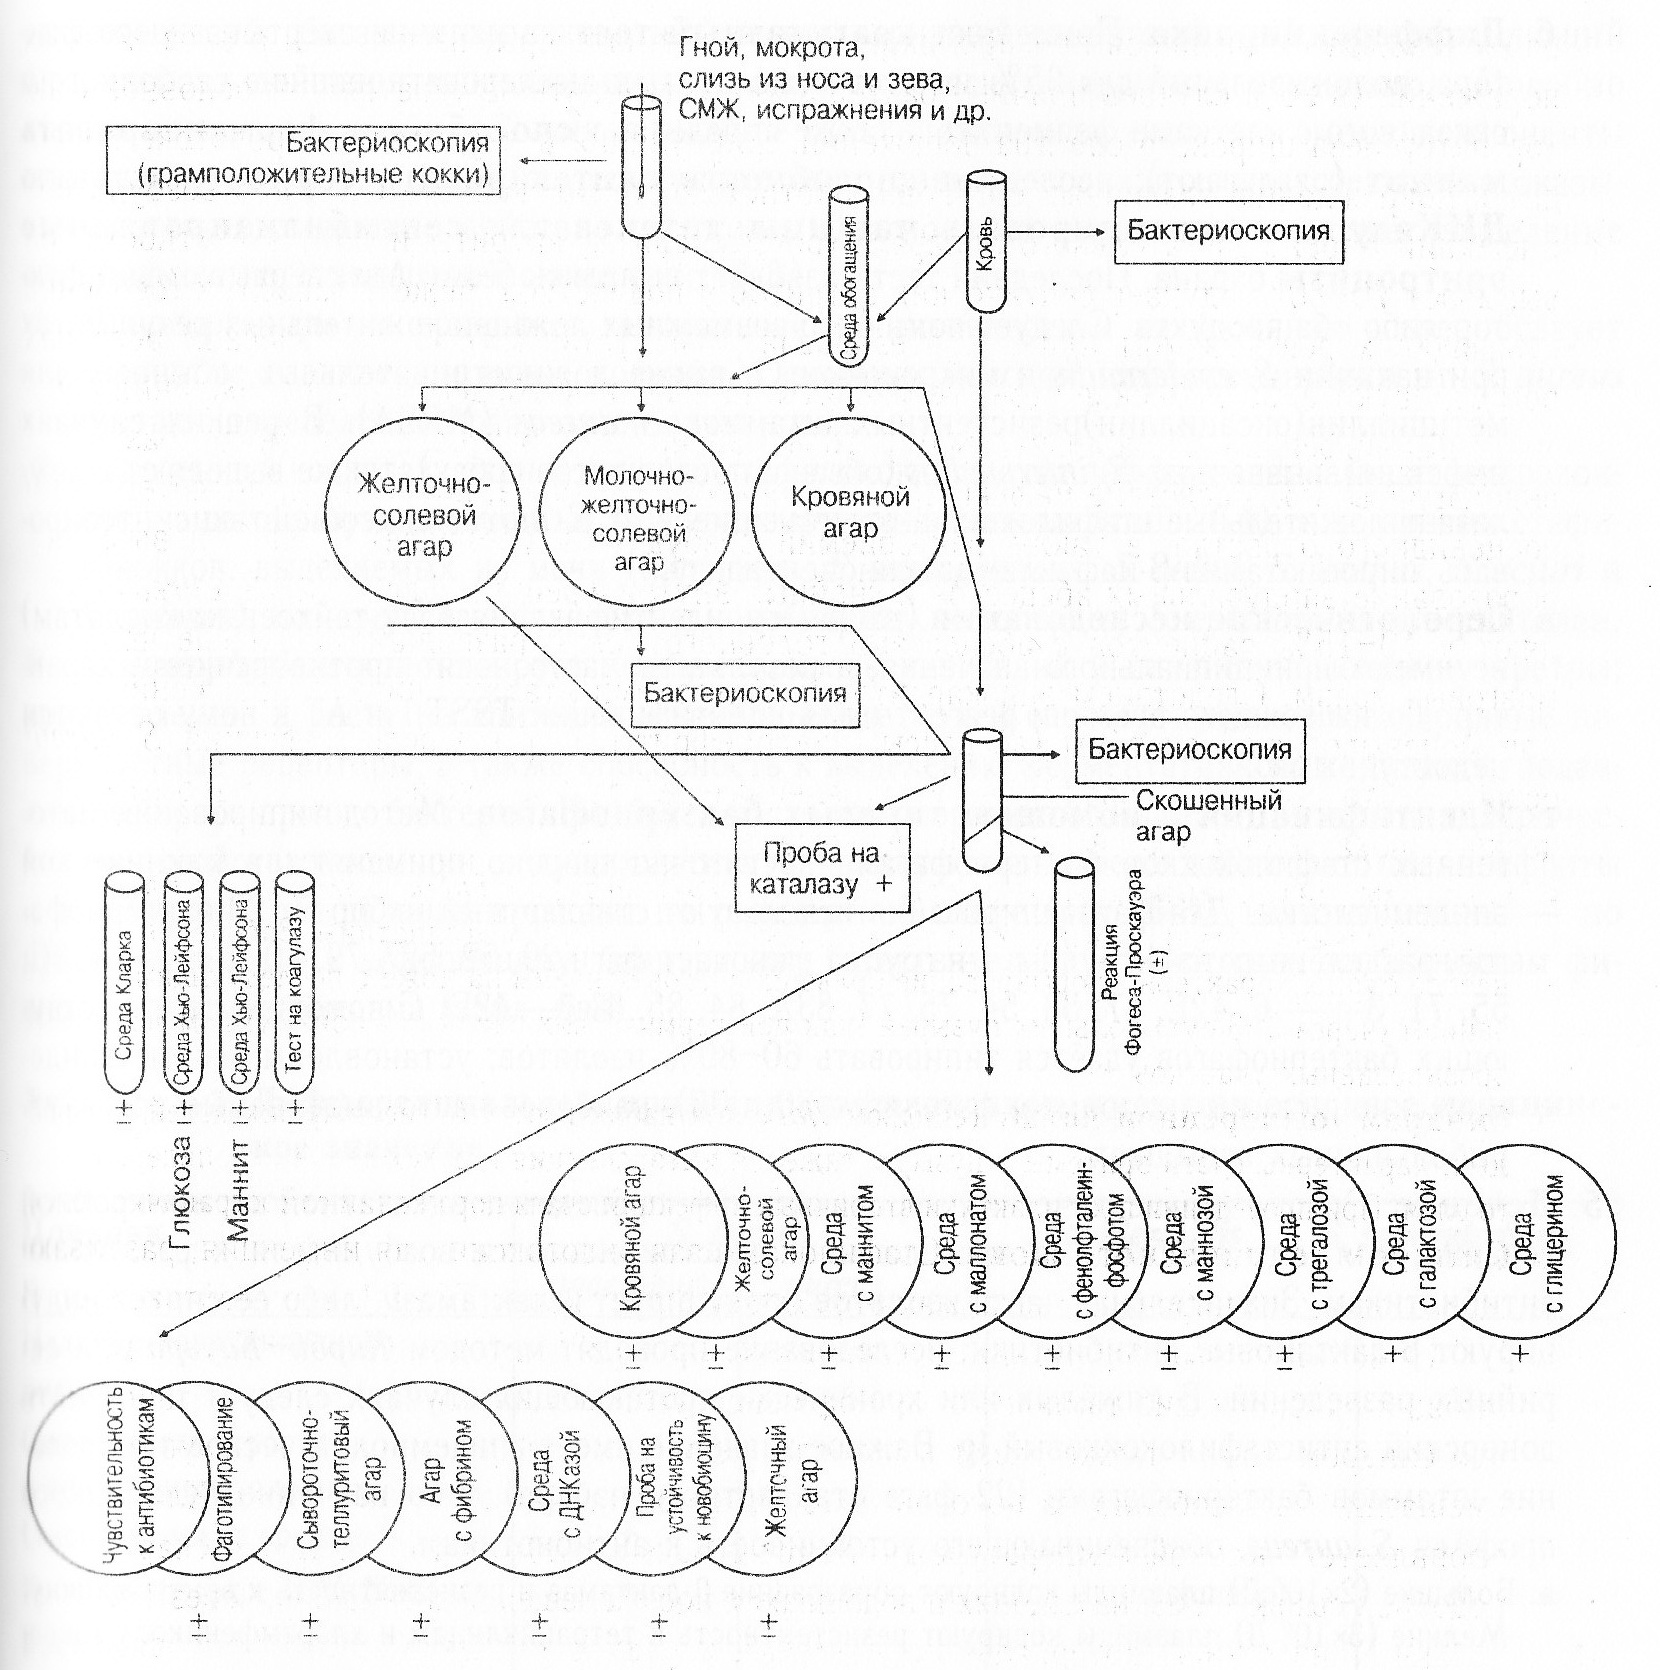 Гной, мокрота,
слизь из носа и зева,
СМЖ, испражнения и др.
Бактериоскопия
(грамположительные кокки)
Среда обогащения
Кровь
Бактериоскопия
Желточно-
солевой
агар
Молочно-
желточно-
солевой
агар
Кровяной
агар
Бактериоскопия
Бактериоскопия
Скошенный
агар
Проба на
каталазу +
Реакция
Фогеса-Проскауэра
(±)
Среда Кларка
±
Среда Хью-Лейфсона
±
Глюкоза
Среда Хью-Лейфсона
±
Маннит
Тест на коагулазу
±
Кровяной агар
±
Желточно-
солевой
агар
±
Среда
с маннитом
±
Среда
с маллонатом
±
Среда
с фенолфталеин-
фосфотом
±
Среда
с маннозой
±
Среда
с трегалозой
±
Среда
с галактозой
+
Среда
с глицерином
+
Чувствительность
к антибиотикам
Фаготипирование
±
Сывороточно-
теллуритовый
агар
±
Агар
с фибрином
±
Среда
с ДНКазой
±
Проба на
устойчивость
к новобиоцину
±
Желточный
агар
±